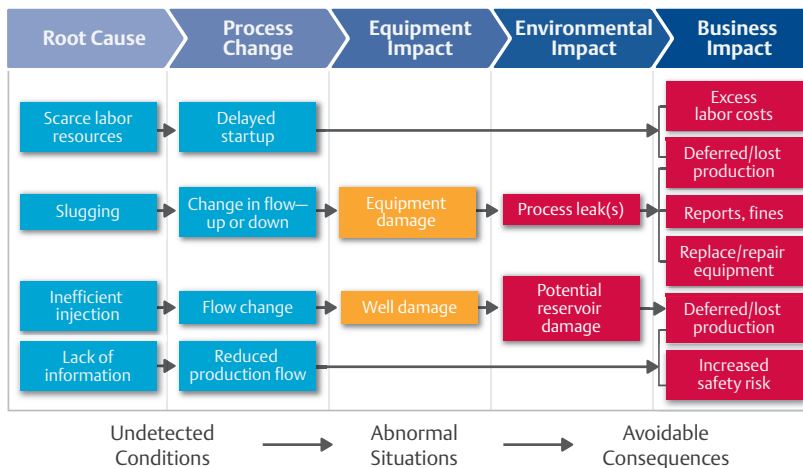 Root Cause
Process
Change
Equipment
Impact
Environmental
Impact
Business
Impact
Scarce labor
resources
Delayed
startup
Excess
labor costs
Deferred/lost
production
Slugging
Change in flow—
up or down
Equipment
damage
Process leak(s)
Reports, fines
Replace/repair
equipment
Inefficient
injection
Flow change
Well damage
Potential
reservoir
damage
Deferred/lost
production
Lack of
information
Reduced
production flow
Increased
safety risk
Undetected
Conditions
Abnormal
Situations
Avoidable
Consequences